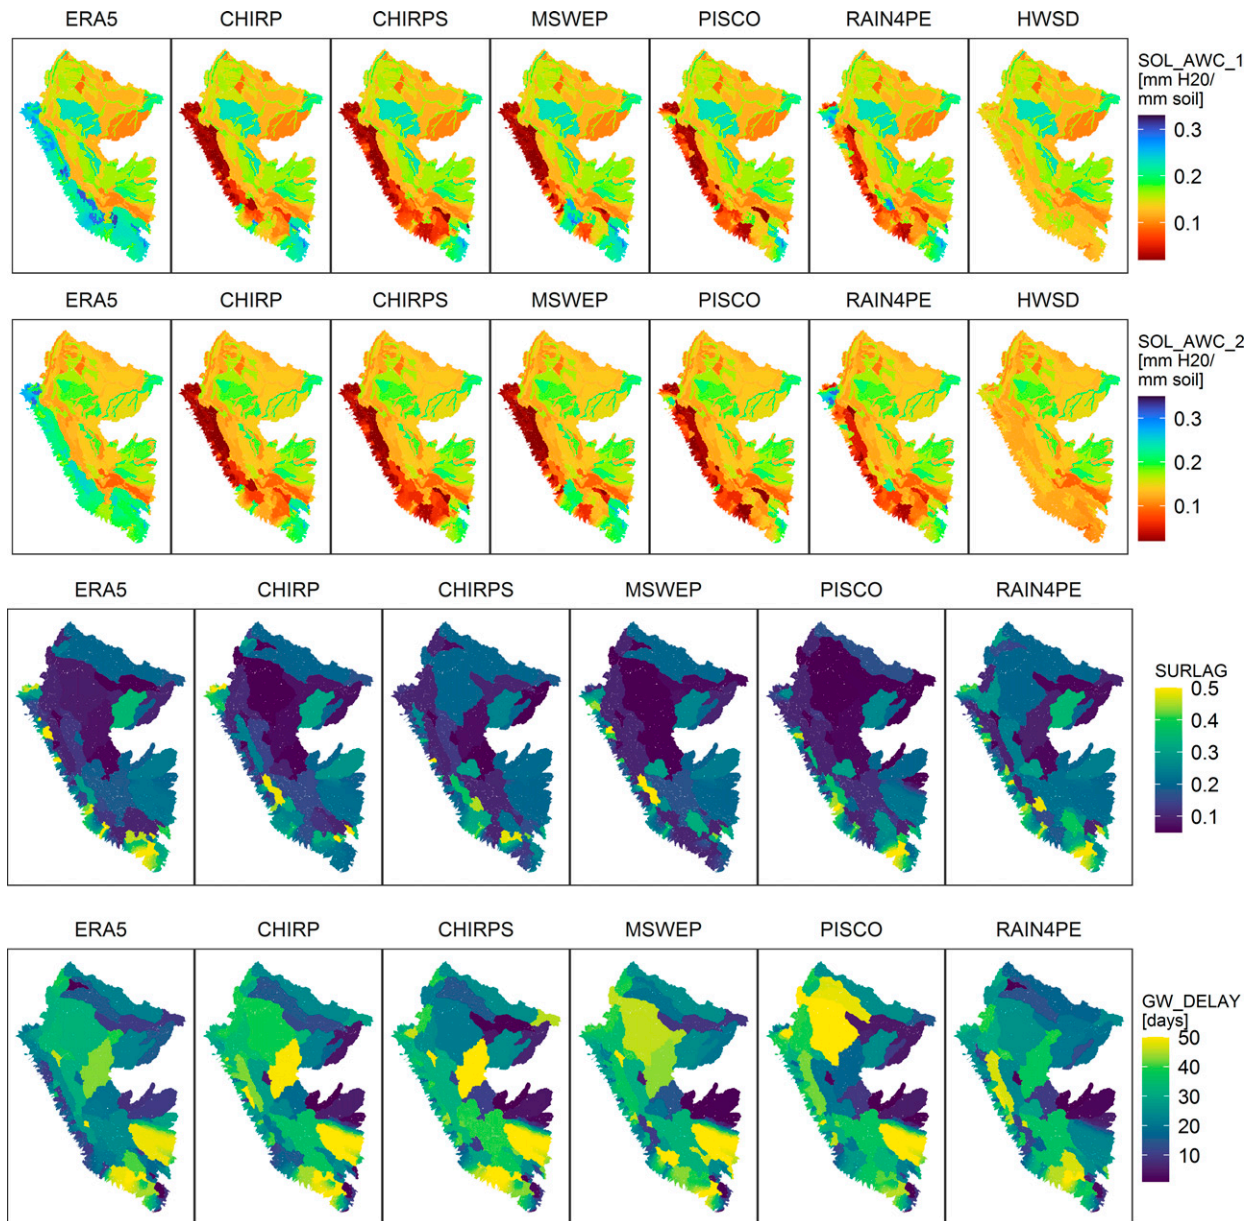 ERA5 CHIRP CHIRPS MSWEP PISCO RAIN4PE HWSD
SOL_AWC_1
[mm H20/
mm soil]
0.3
0.2
0.1
ERA5 CHIRP CHIRPS MSWEP PISCO RAIN4PE HWSD
SOL_AWC_2
[mm H20/
mm soil]
0.3
0.2
0.1
ERA5 CHIRP CHIRPS MSWEP PISCO RAIN4PE
SURLAG
0.5
0.4
0.3
0.2
0.1
ERA5 CHIRP CHIRPS MSWEP PISCO RAIN4PE
GW_DELAY
[days]
50
40
30
20
10